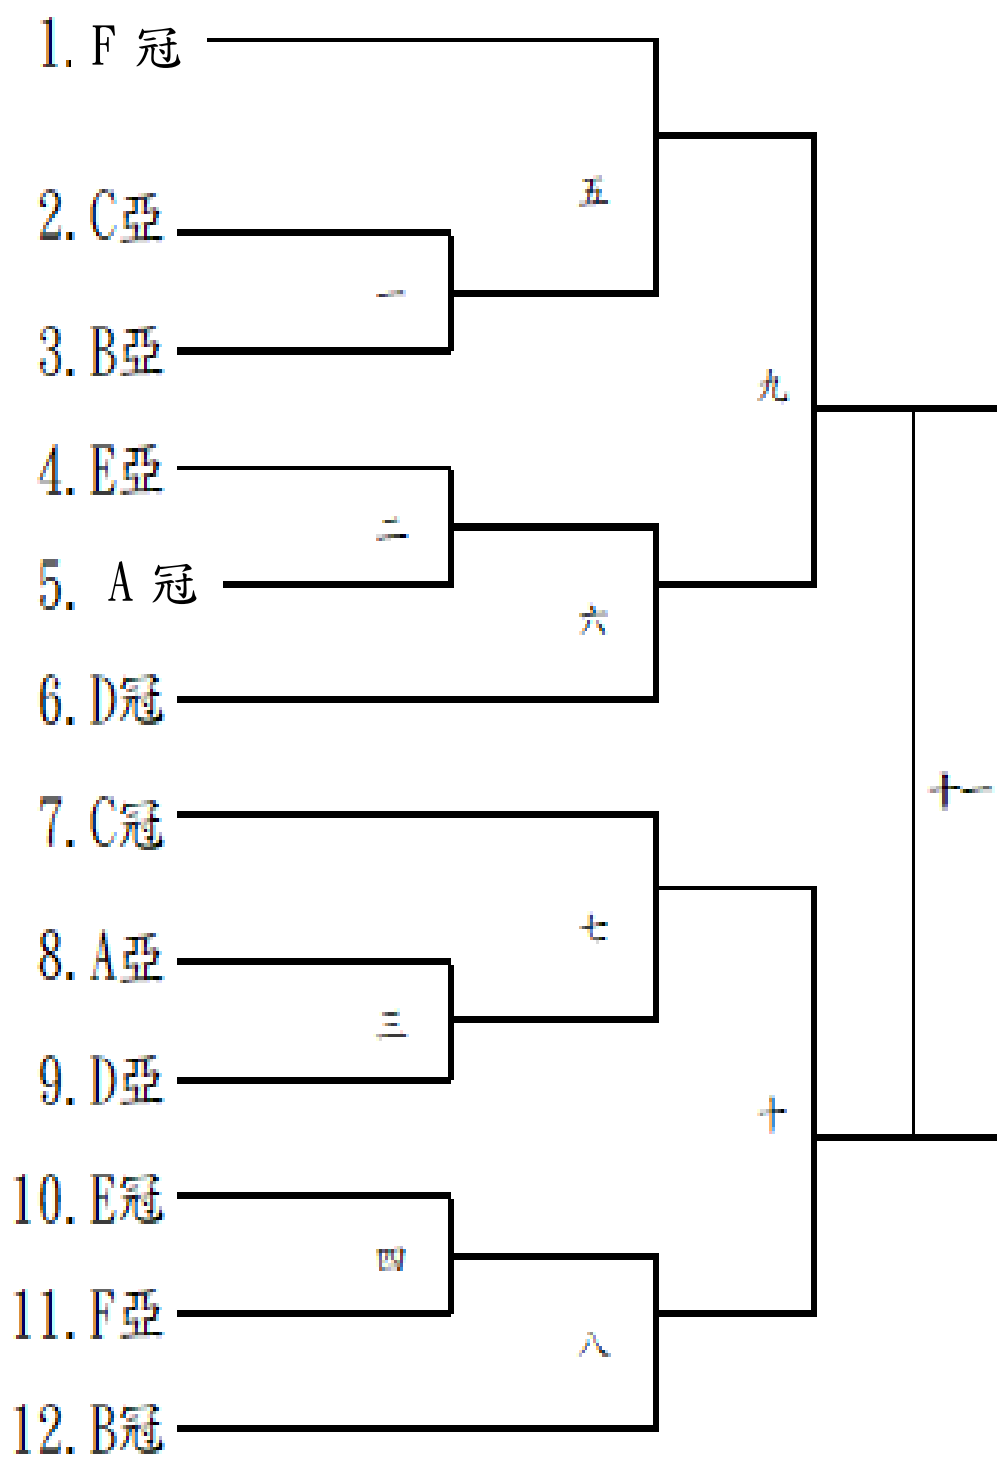 1. F 冠
五
2. C亞
一
3. B亞
九
4. E亞
二
5. A 冠
六
6. D冠
十一
7. C冠
七
8. A亞
三
9. D亞
十
10. E冠
四
11. F亞
八
12. B冠